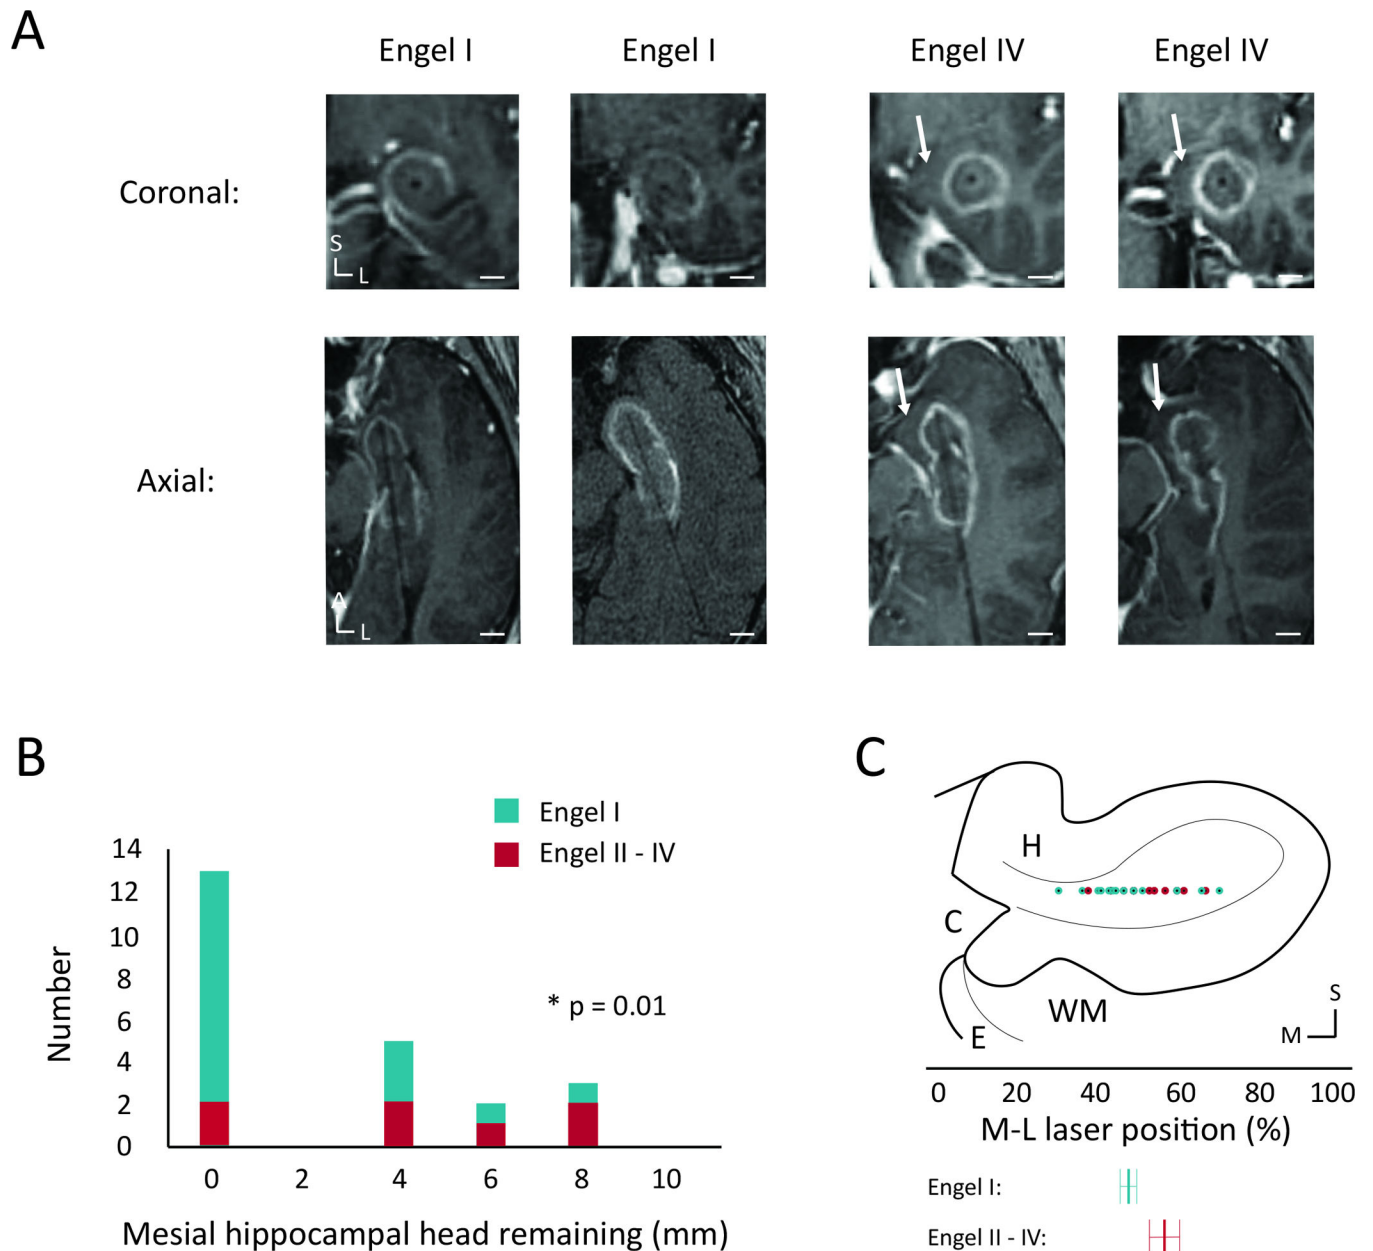 A
Engel I
Engel I
Engel IV
Engel IV
Coronal:
S
L
Axial:
A
L
B
Engel I
Engel II - IV
14
12
10
8
6
4
2
0
Number
* p = 0.01
0 2 4 6 8 10
Mesial hippocampal head remaining (mm)
C
H
C
E
WM
S
M
0 20 40 60 80 100
M-L laser position (%)
Engel I:
Engel II - IV: